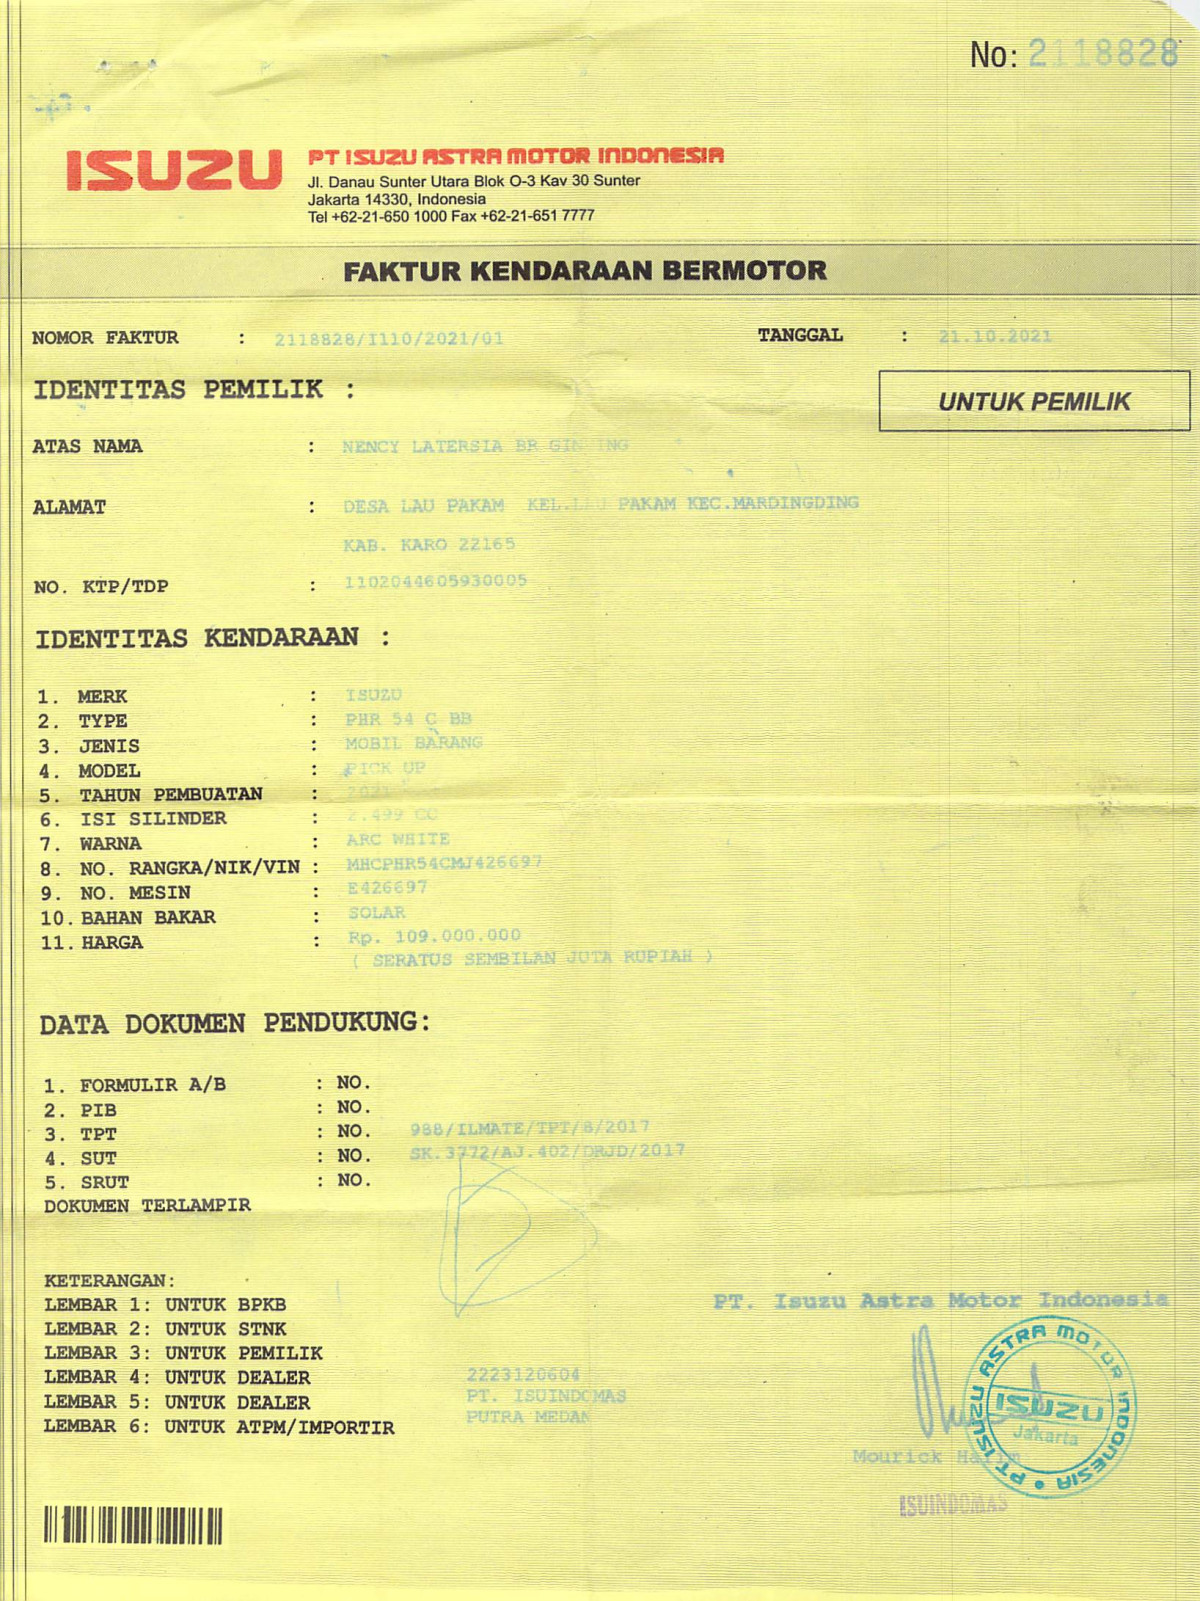 No: 2118828
ISUZU
PT ISUZU ASTRA MOTOR INDONESIA
Jl. Danau Sunter Utara Blok O-3 Kav 30 Sunter
Jakarta 14330, Indonesia
Tel +62-21-650 1000 Fax +62-21-651 7777
FAKTUR KENDARAAN BERMOTOR
NOMOR FAKTUR : 2118828/I110/2021/01 TANGGAL : 21.10.2021
IDENTITAS PEMILIK :
UNTUK PEMILIK
ATAS NAMA : NENCY LATERSIA BR
ALAMAT : DESA LAU PAKAM KEL.LAU PAKAM KEC.MARDINGDING
KAB. KARO 22165
NO. KTP/TDP : 1102044605930005
IDENTITAS KENDARAAN :
1. MERK : ISUZU
2. TYPE : PHR 54 C BB
3. JENIS : MOBIL BARANG
4. MODEL : PICK UP
5. TAHUN PEMBUATAN : 2021
6. ISI SILINDER : 2.499 CC
7. WARNA : ARC WHITE
8. NO. RANGKA/NIK/VIN : MHCPHR54CMJ426697
9. NO. MESIN : E426697
10. BAHAN BAKAR : SOLAR
11. HARGA : Rp. 109.000.000
( SERATUS SEMBILAN JUTA RUPIAH )
DATA DOKUMEN PENDUKUNG:
1. FORMULIR A/B : NO.
2. PIB : NO.
3. TPT : NO. 988/ILMATE/TPT/8/2017
4. SUT : NO. SK.3772/AJ.402/DRJD/2017
5. SRUT : NO.
DOKUMEN TERLAMPIR
KETERANGAN:
LEMBAR 1: UNTUK BPKB
LEMBAR 2: UNTUK STNK
LEMBAR 3: UNTUK PEMILIK
LEMBAR 4: UNTUK DEALER
LEMBAR 5: UNTUK DEALER
LEMBAR 6: UNTUK ATPM/IMPORTIR
2223120604
PT. ISUINDOMAS
PUTRA MEDAN
PT. Isuzu Astra Motor Indonesia
PT ISUZU ASTRA MOTOR INDONESIA
ISUZU
Jakarta
Mourick
ISUINDOMAS